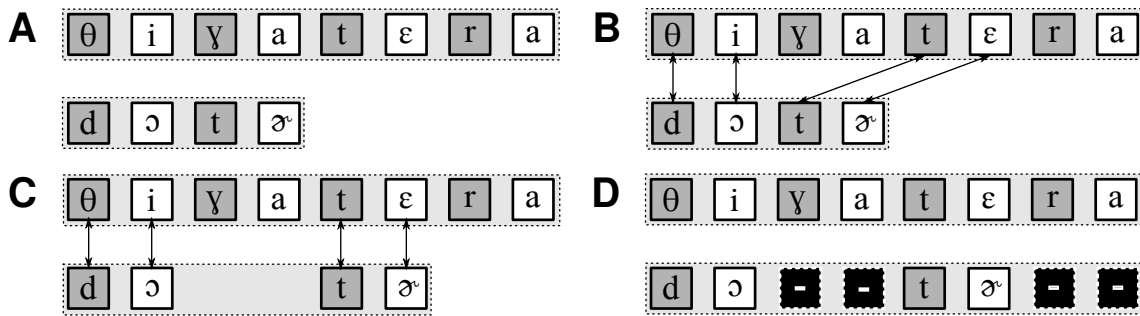 A θ i ɣ a t ε r a
d ɔ t ɚ
B θ i ɣ a t ε r a
d ɔ t ɚ
C θ i ɣ a t ε r a
d ɔ t ɚ
D θ i ɣ a t ε r a
d ɔ - - t ɚ - -